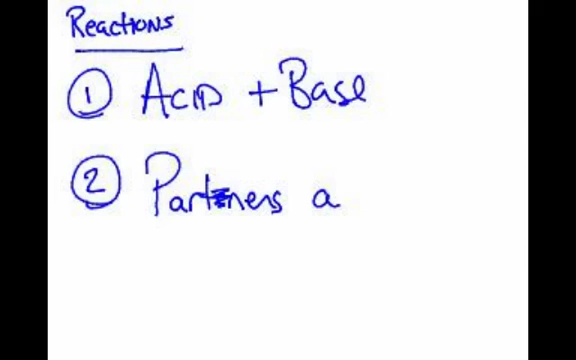 Reactions
① Acid + Base
② Partners a